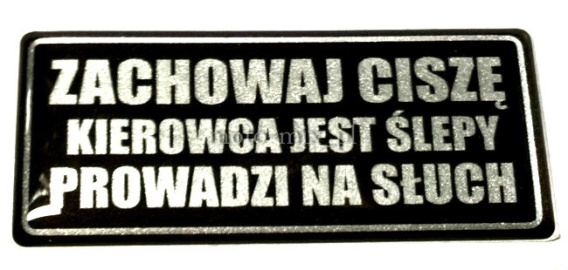 ZACHOWAJ CISZĘ
KIEROWCA JEST ŚLEPY
PROWADZI NA SŁUCH